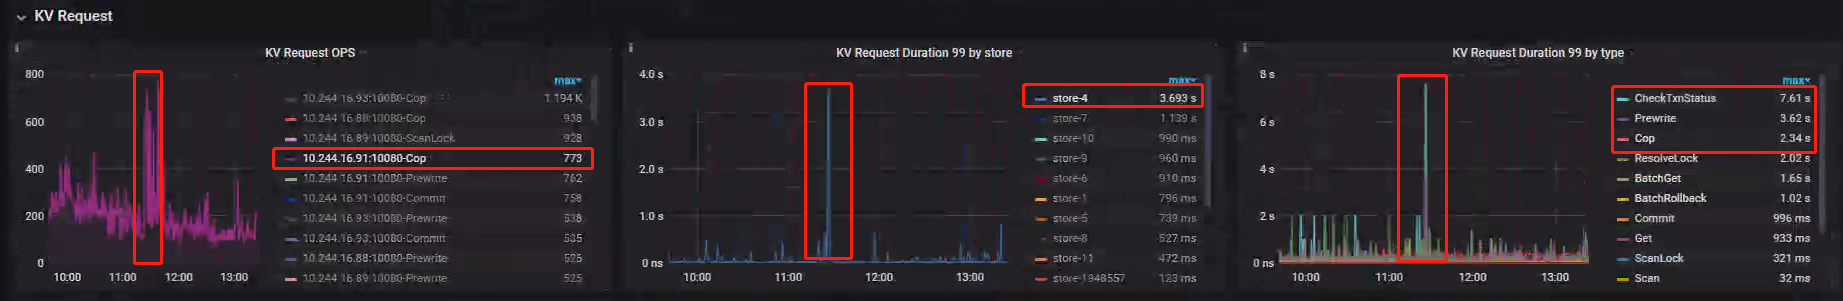 KV Request
KV Request OPS
800
600
400
200
0
10:00 11:00 12:00 13:00
max
10.244.16.93:10080-Cop 1.194 K
10.244.16.88:10080-Cop 938
10.244.16.89:10080-ScanLock 928
10.244.16.91:10080-Cop 773
10.244.16.91:10080-Prewrite 762
10.244.16.91:10080-Commit 758
10.244.16.93:10080-Prewrite 538
10.244.16.93:10080-Commit 535
10.244.16.88:10080-Prewrite 525
10.244.16.89:10080-Prewrite 525
KV Request Duration 99 by store
4.0 s
3.0 s
2.0 s
1.0 s
0 ns
10:00 11:00 12:00 13:00
max
store-4 3.693 s
store-7 1.139 s
store-10 990 ms
store-9 960 ms
store-6 910 ms
store-1 796 ms
store-5 739 ms
store-8 527 ms
store-11 472 ms
store-1948557 123 ms
KV Request Duration 99 by type
8 s
6 s
4 s
2 s
0 ns
10:00 11:00 12:00 13:00
max
CheckTxnStatus 7.61 s
Prewrite 3.62 s
Cop 2.34 s
ResolveLock 2.02 s
BatchGet 1.65 s
BatchRollback 1.02 s
Commit 996 ms
Get 933 ms
ScanLock 321 ms
Scan 32 ms